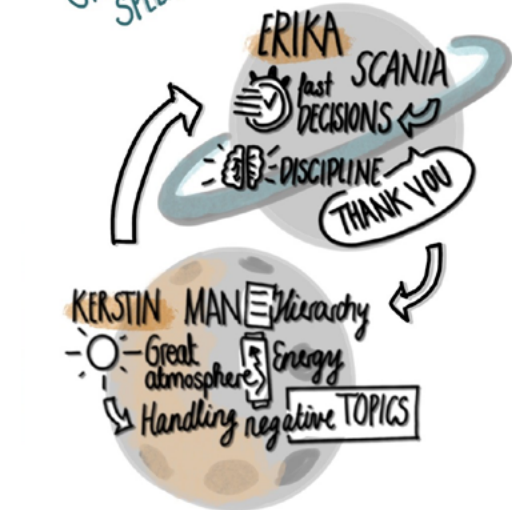 ERIKA
SCANIA
fast
DECISIONS
DISCIPLINE
THANK YOU
KERSTIN MAN Hierarchy
Great Energy
atmosphere
Handling negative TOPICS